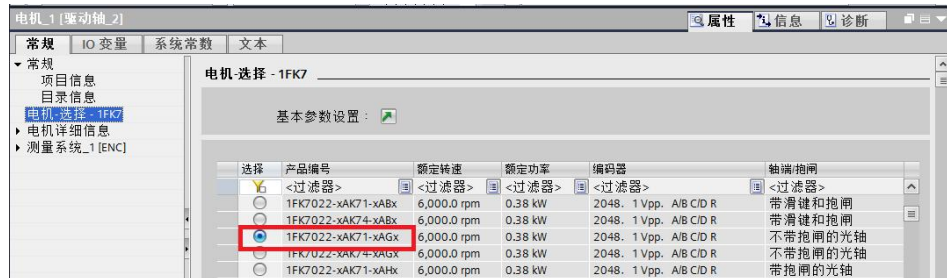 电机_1 [驱动轴_2]
属性 信息 诊断
常规 IO 变量 系统常数 文本
常规
项目信息
目录信息
电机-选择 - 1FK7
电机详细信息
测量系统_1 [ENC]
电机-选择 - 1FK7
基本参数设置：
选择 产品编号 额定转速 额定功率 编码器 轴端/抱闸
<过滤器> <过滤器> <过滤器> <过滤器> <过滤器>
1FK7022-xAK71-xABx 6,000.0 rpm 0.38 kW 2048. 1 Vpp. A/B C/D R 带滑键和抱闸
1FK7022-xAK74-xABx 6,000.0 rpm 0.38 kW 2048. 1 Vpp. A/B C/D R 带滑键和抱闸
1FK7022-xAK71-xAGx 6,000.0 rpm 0.38 kW 2048. 1 Vpp. A/B C/D R 不带抱闸的光轴
1FK7022-xAK74-xAGx 6,000.0 rpm 0.38 kW 2048. 1 Vpp. A/B C/D R 不带抱闸的光轴
1FK7022-xAK71-xAHx 6,000.0 rpm 0.38 kW 2048. 1 Vpp. A/B C/D R 带抱闸的光轴